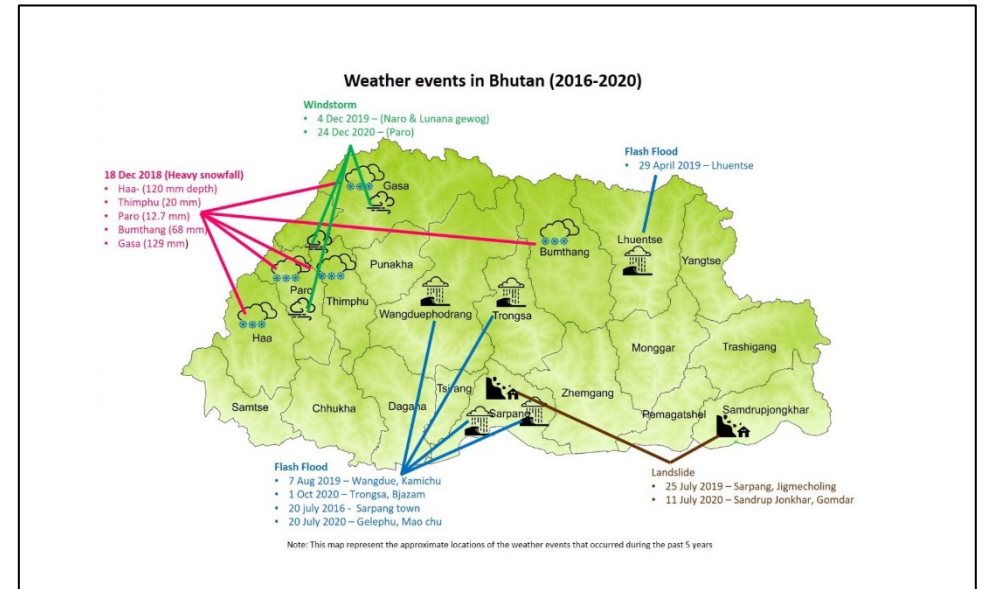 Weather events in Bhutan (2016-2020)
Windstorm
• 4 Dec 2019 – (Naro & Lunana gewog)
• 24 Dec 2020 – (Paro)
Flash Flood
• 29 April 2019 – Lhuentse
18 Dec 2018 (Heavy snowfall)
• Haa- (120 mm depth)
• Thimphu (20 mm)
• Paro (12.7 mm)
• Bumthang (68 mm)
• Gasa (129 mm)
Gasa
Lhuentse
Bumthang
Yangtse
Punakha
Paro
Thimphu
Wangduephodrang
Trongsa
Haa
Monggar
Trashigang
Tsirang
Zhemgang
Samtse
Chhukha
Dagana
Sarpang
Pemagatshel
Samdrupjongkhar
Flash Flood
• 7 Aug 2019 – Wangdue, Kamichu
• 1 Oct 2020 – Trongsa, Bjazam
• 20 july 2016 - Sarpang town
• 20 July 2020 – Gelephu, Mao chu
Landslide
• 25 July 2019 – Sarpang, Jigmecholing
• 11 July 2020 – Sandrup Jonkhar, Gomdar
Note: This map represent the approximate locations of the weather events that occurred during the past 5 years